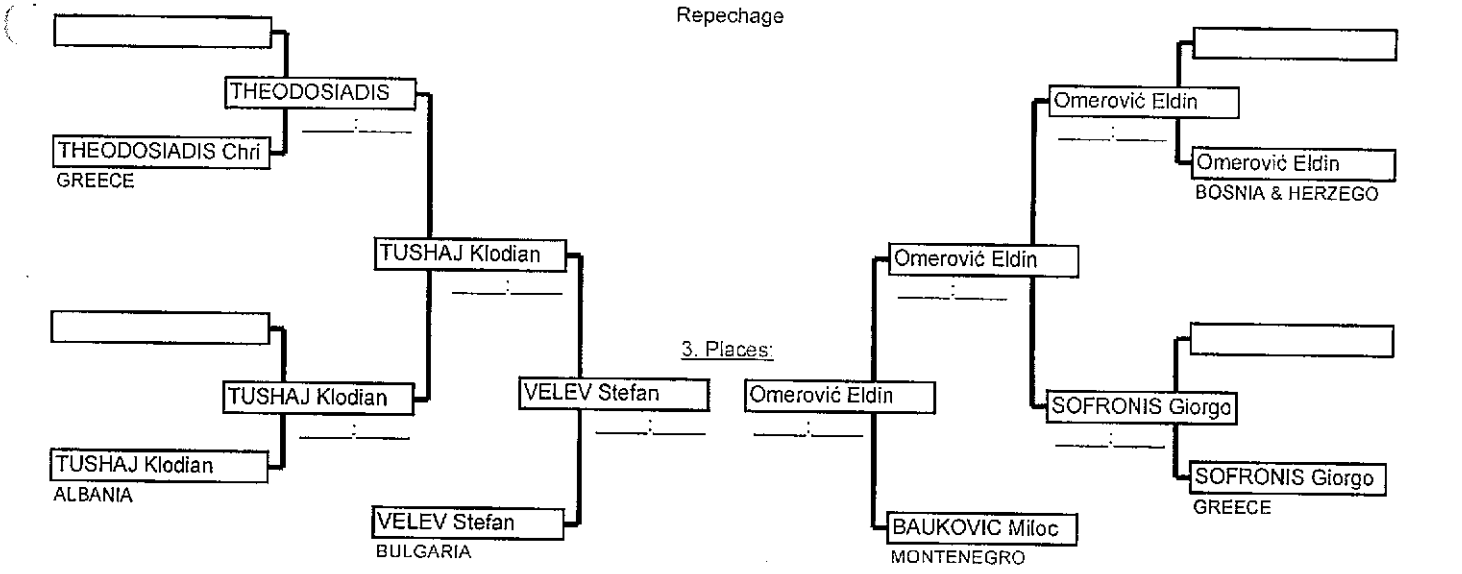 Repechage
THEODOSIADIS
THEODOSIADIS Chri
GREECE
TUSHAJ Klodian
TUSHAJ Klodian
TUSHAJ Klodian
ALBANIA
VELEV Stefan
VELEV Stefan
BULGARIA
3. Places:
Omerović Eldin
Omerović Eldin
BOSNIA & HERZEGO
Omerović Eldin
Omerović Eldin
SOFRONIS Giorgo
SOFRONIS Giorgo
GREECE
BAUKOVIC Miloc
MONTENEGRO